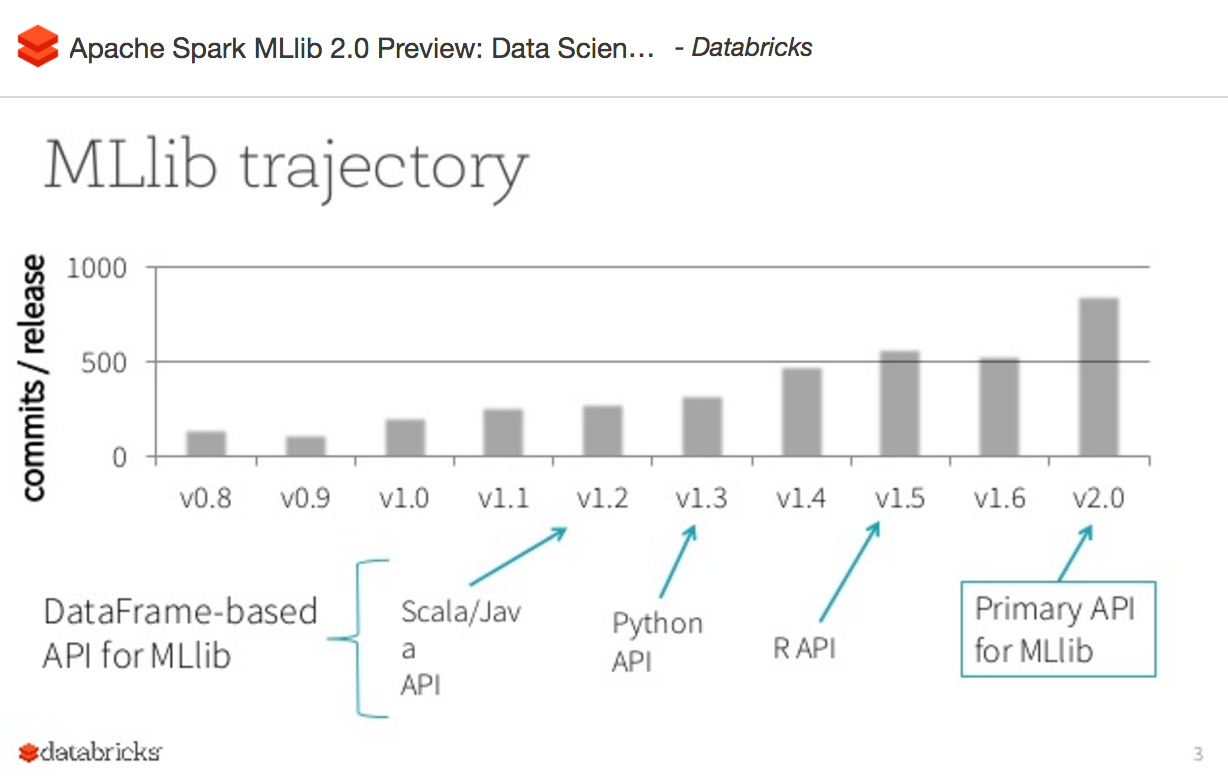 Apache Spark MLlib 2.0 Preview: Data Scien… - Databricks
MLlib trajectory
commits / release
1000
500
0
v0.8 v0.9 v1.0 v1.1 v1.2 v1.3 v1.4 v1.5 v1.6 v2.0
DataFrame-based
API for MLlib
Scala/Jav
a
API
Python
API
R API
Primary API
for MLlib
databricks
3